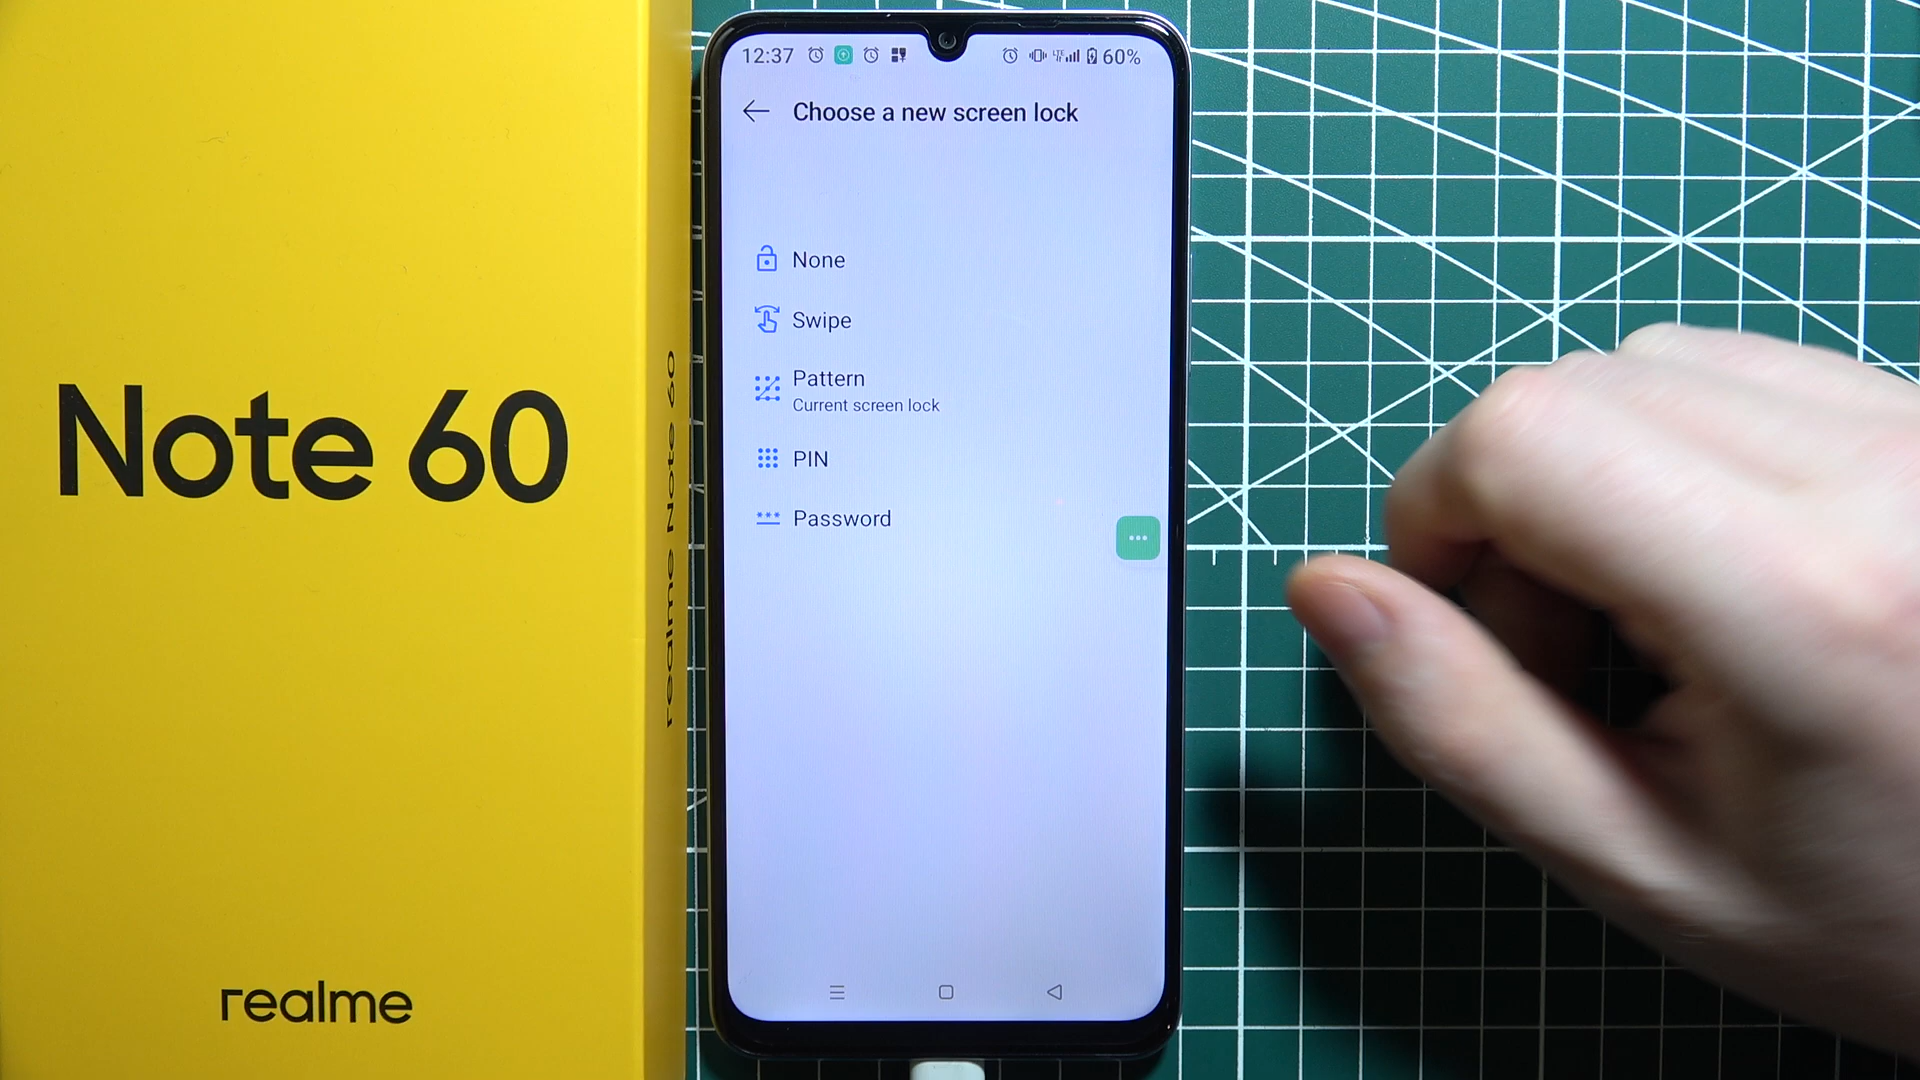 Note 60
realme
realme Note 60
12:37
60%
Choose a new screen lock
None
Swipe
Pattern
Current screen lock
PIN
Password